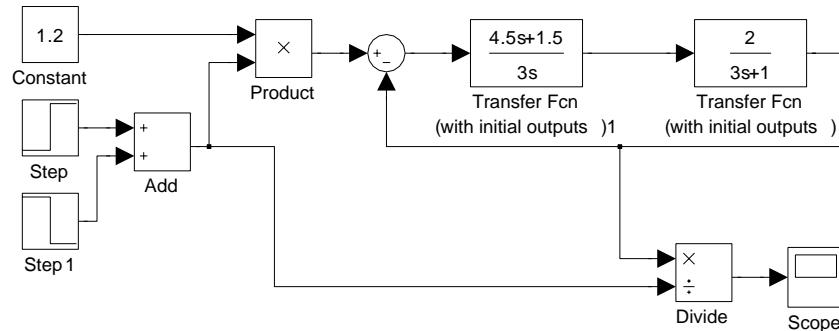 1.2
Constant
×
Product
+
−
4.5s+1.5
3s
Transfer Fcn
(with initial outputs )1
2
3s+1
Transfer Fcn
(with initial outputs )
Step
+
+
Add
Step 1
×
÷
Divide
Scope